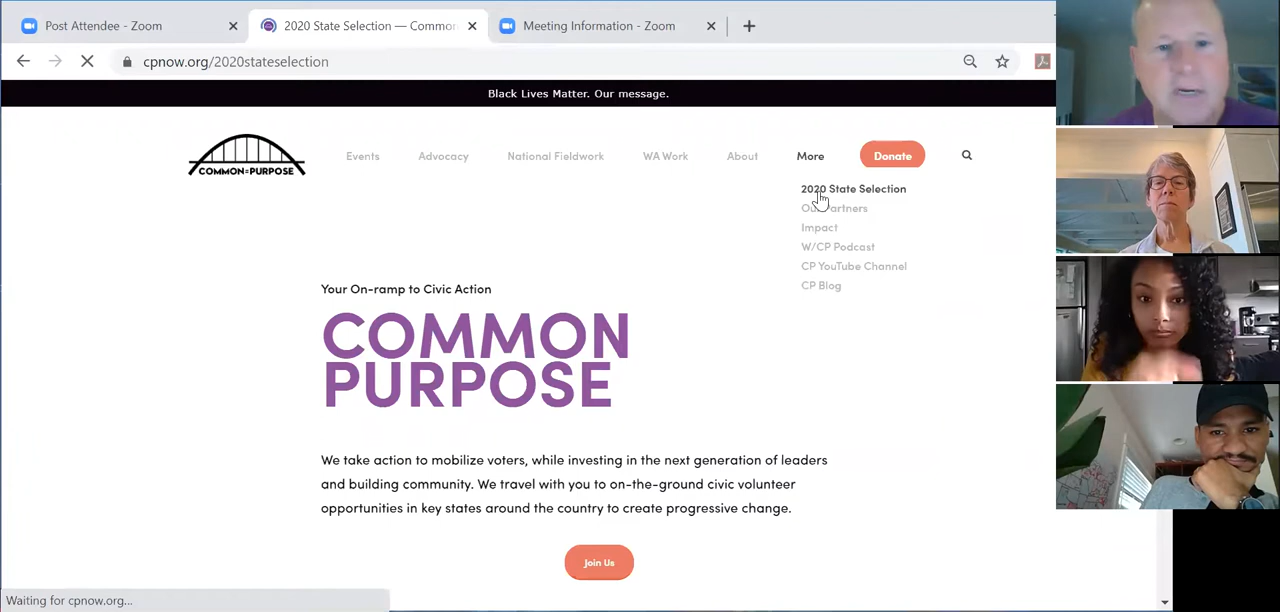 Post Attendee - Zoom
2020 State Selection — Common
Meeting Information - Zoom
cpnow.org/2020stateselection
Black Lives Matter. Our message.
COMMON=PURPOSE
Events
Advocacy
National Fieldwork
WA Work
About
More
Donate
2020 State Selection
Our Partners
Impact
W/CP Podcast
CP YouTube Channel
CP Blog
Your On-ramp to Civic Action
COMMON
PURPOSE
We take action to mobilize voters, while investing in the next generation of leaders
and building community. We travel with you to on-the-ground civic volunteer
opportunities in key states around the country to create progressive change.
Join Us
Waiting for cpnow.org...